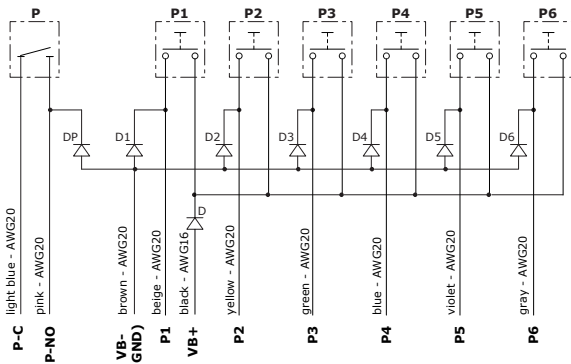 P P1 P2 P3 P4 P5 P6
DP D1 D2 D3 D4 D5 D6
D
light blue - AWG20
pink - AWG20
brown - AWG20
beige - AWG20
black - AWG16
yellow - AWG20
green - AWG20
blue - AWG20
violet - AWG20
gray - AWG20
P-C
P-NO
VB-
GND)
P1
VB+
P2
P3
P4
P5
P6